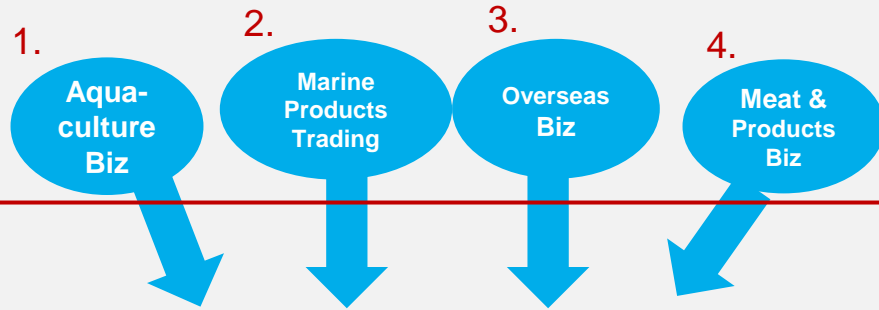 1.
Aqua-
culture
Biz
2.
Marine
Products
Trading
3.
Overseas
Biz
4.
Meat &
Products
Biz